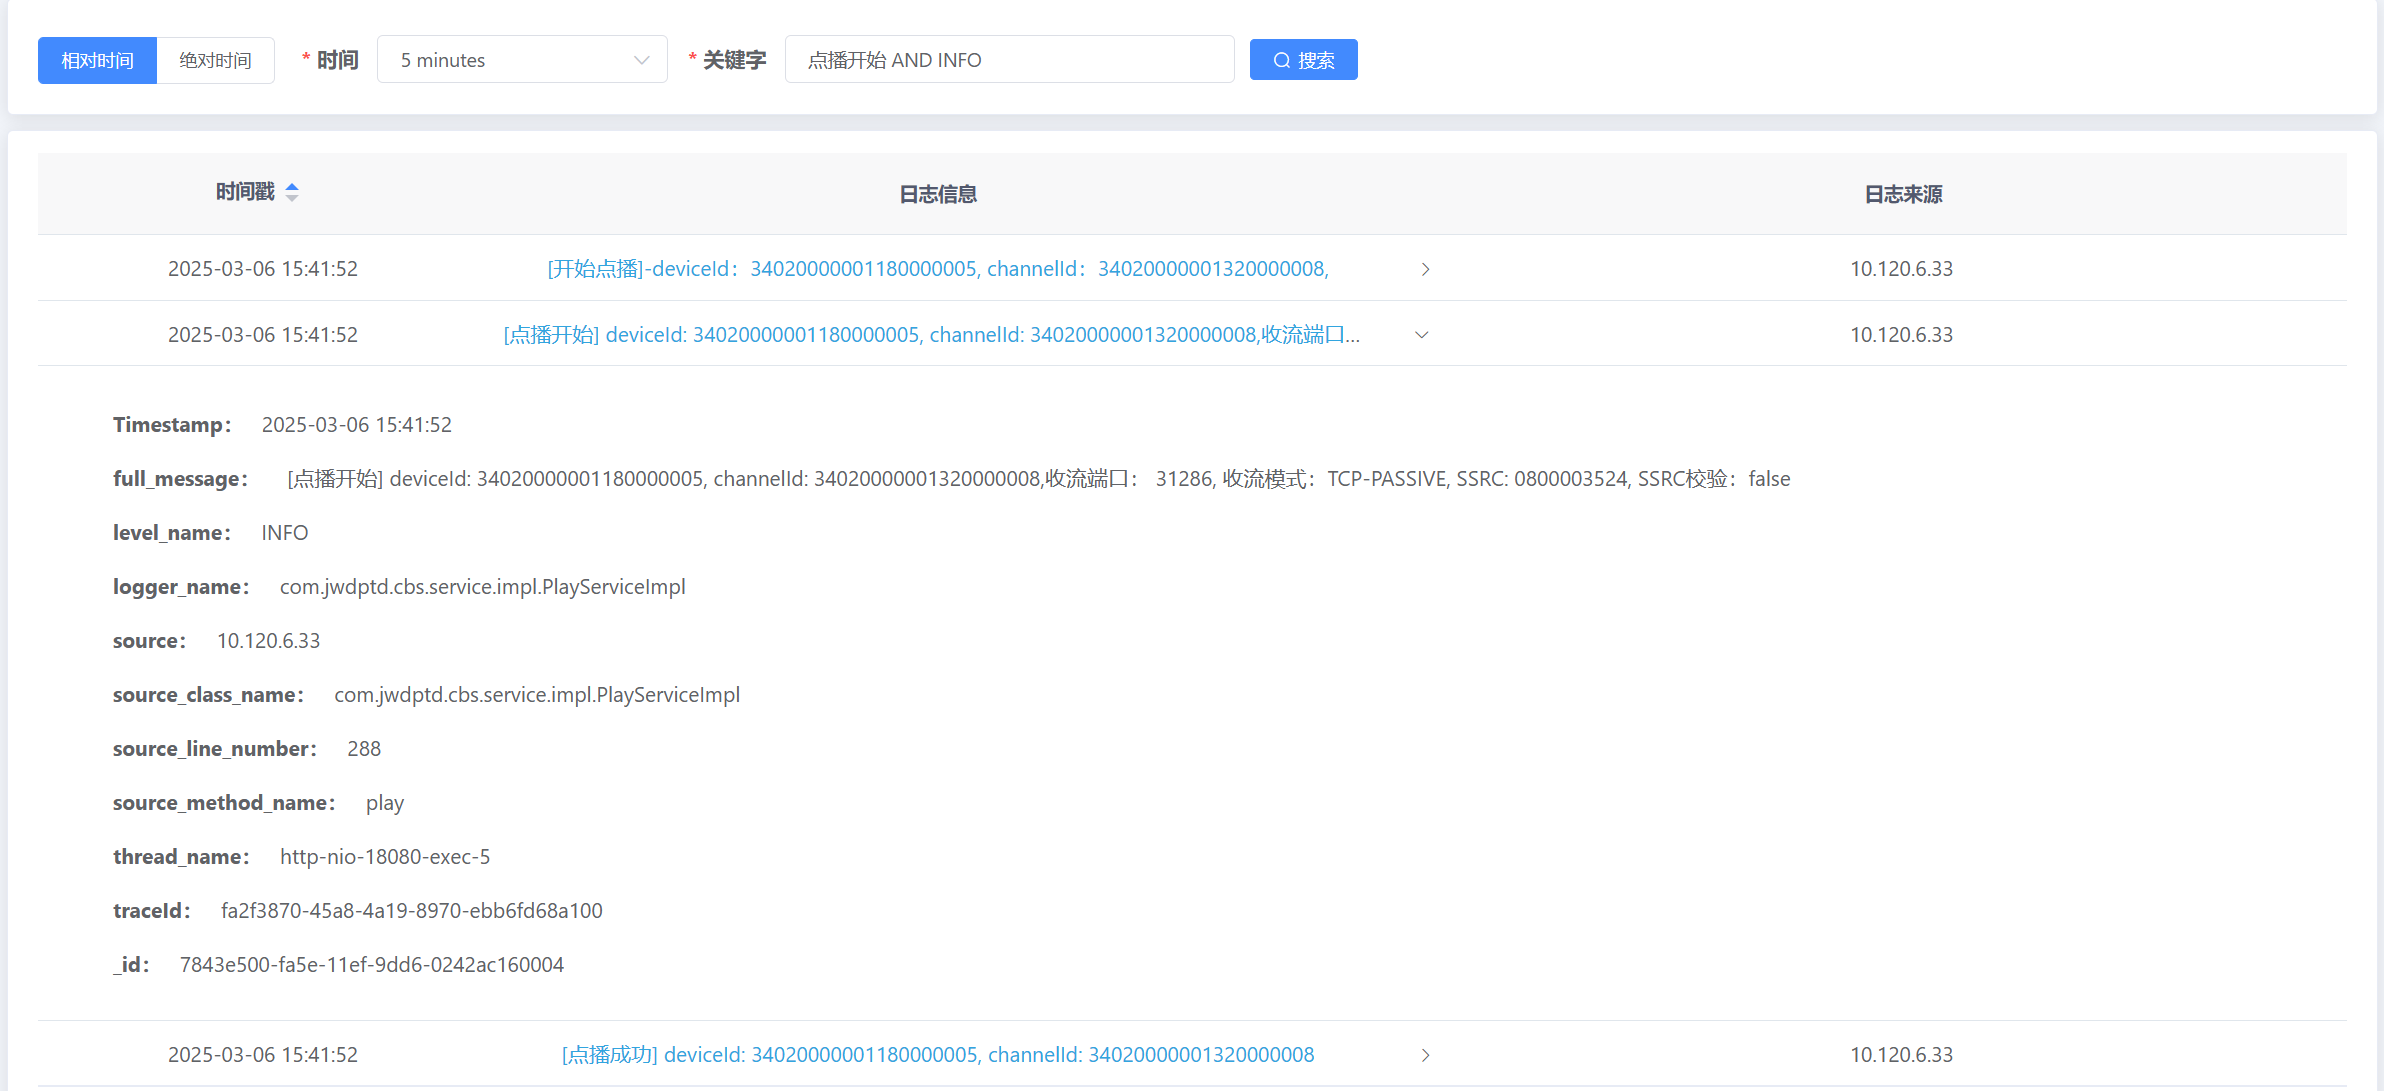 相对时间 绝对时间 * 时间 5 minutes * 关键字 点播开始 AND INFO 搜索
时间戳 日志信息 日志来源
2025-03-06 15:41:52 [开始点播]-deviceId：34020000001180000005, channelId：34020000001320000008, 10.120.6.33
2025-03-06 15:41:52 [点播开始] deviceId: 34020000001180000005, channelId: 34020000001320000008,收流端口... 10.120.6.33
Timestamp： 2025-03-06 15:41:52
full_message： [点播开始] deviceId: 34020000001180000005, channelId: 34020000001320000008,收流端口： 31286, 收流模式：TCP-PASSIVE, SSRC: 0800003524, SSRC校验：false
level_name： INFO
logger_name： com.jwdptd.cbs.service.impl.PlayServiceImpl
source： 10.120.6.33
source_class_name： com.jwdptd.cbs.service.impl.PlayServiceImpl
source_line_number： 288
source_method_name： play
thread_name： http-nio-18080-exec-5
traceId： fa2f3870-45a8-4a19-8970-ebb6fd68a100
_id： 7843e500-fa5e-11ef-9dd6-0242ac160004
2025-03-06 15:41:52 [点播成功] deviceId: 34020000001180000005, channelId: 34020000001320000008 10.120.6.33